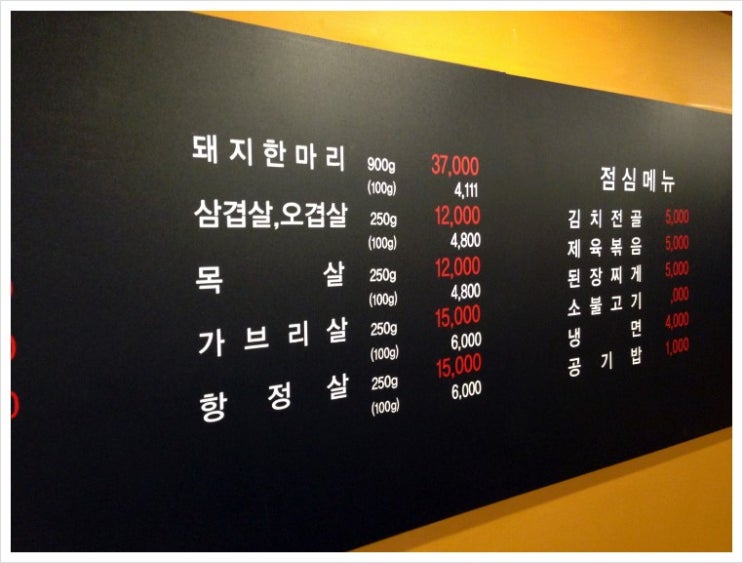 돼지한마리 900g 37,000
(100g) 4,111
삼겹살,오겹살 250g 12,000
(100g) 4,800
목살 250g 12,000
(100g) 4,800
가브리살 250g 15,000
(100g) 6,000
항정살 250g 15,000
(100g) 6,000
점심메뉴
김치전골 5,000
제육볶음 5,000
된장찌게 5,000
소불고기 ,000
냉면 4,000
공기밥 1,000